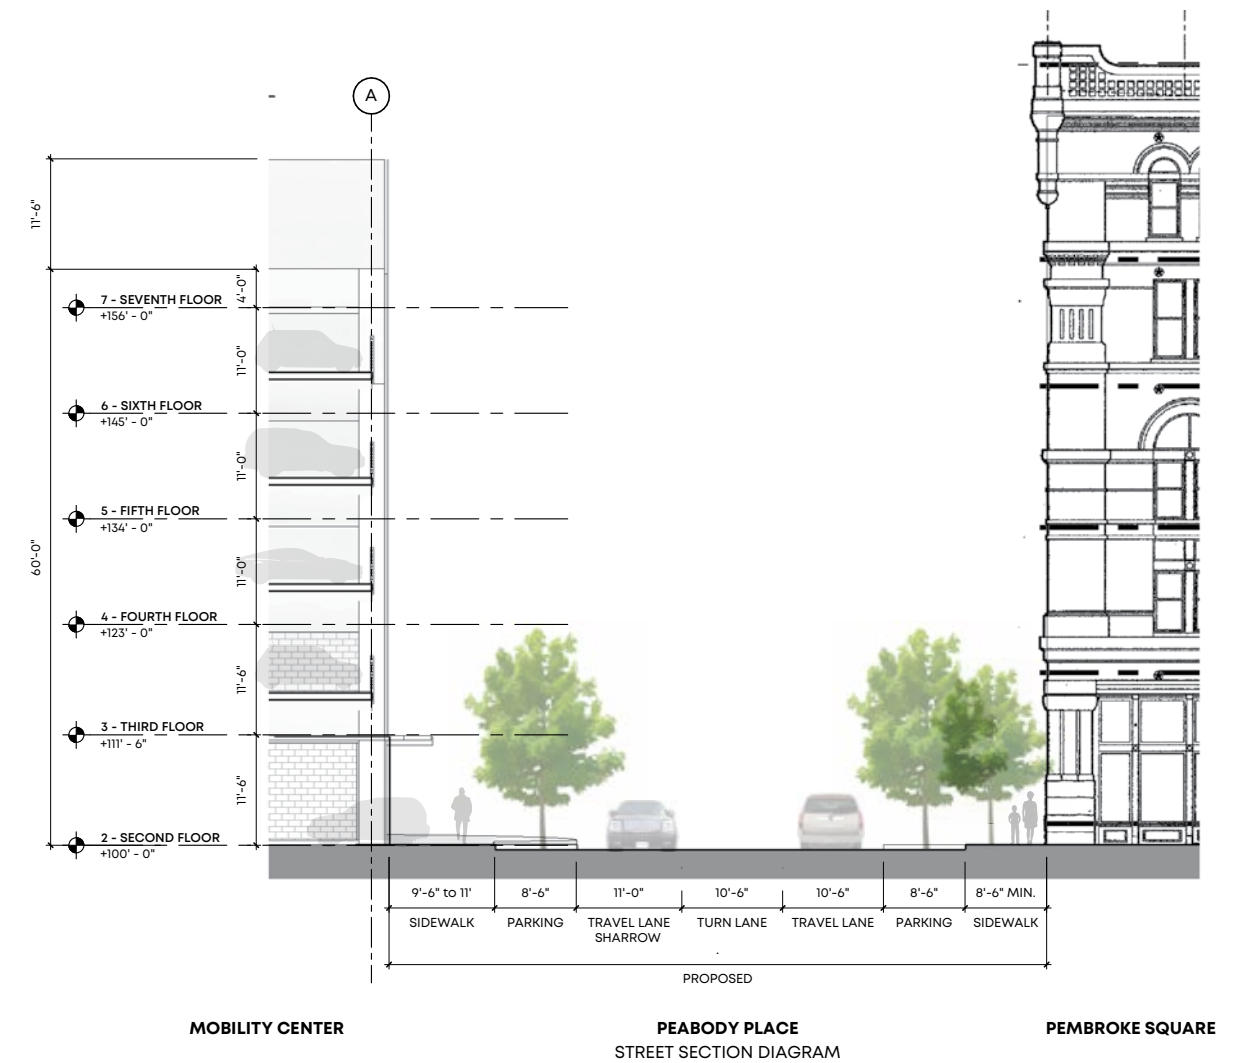 A
11'-6"
4'-0"
7 - SEVENTH FLOOR
+156' - 0"
11'-0"
6 - SIXTH FLOOR
+145' - 0"
11'-0"
5 - FIFTH FLOOR
+134' - 0"
60'-0"
11'-0"
4 - FOURTH FLOOR
+123' - 0"
11'-6"
3 - THIRD FLOOR
+111' - 6"
11'-6"
2 - SECOND FLOOR
+100' - 0"
9'-6" to 11' 8'-6" 11'-0" 10'-6" 10'-6" 8'-6" 8'-6" MIN.
SIDEWALK PARKING TRAVEL LANE TURN LANE TRAVEL LANE PARKING SIDEWALK
SHARROW
PROPOSED
MOBILITY CENTER PEABODY PLACE PEMBROKE SQUARE
STREET SECTION DIAGRAM